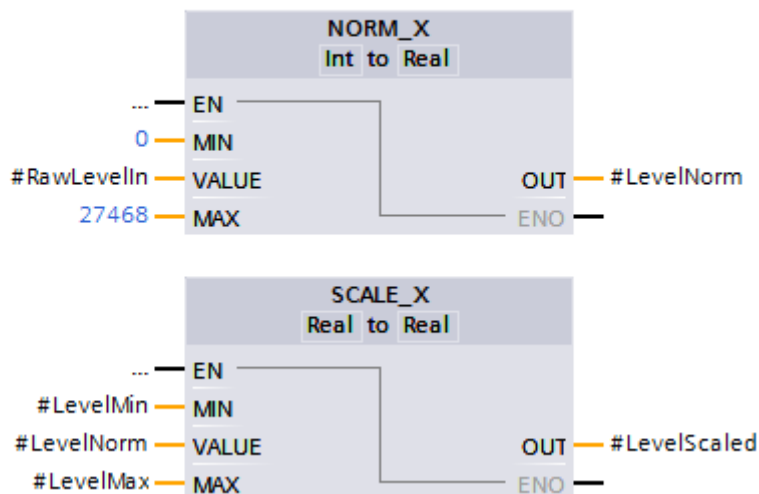 NORM_X
Int to Real
... EN
0 MIN
#RawLevelIn VALUE OUT #LevelNorm
27468 MAX ENO
SCALE_X
Real to Real
... EN
#LevelMin MIN
#LevelNorm VALUE OUT #LevelScaled
#LevelMax MAX ENO